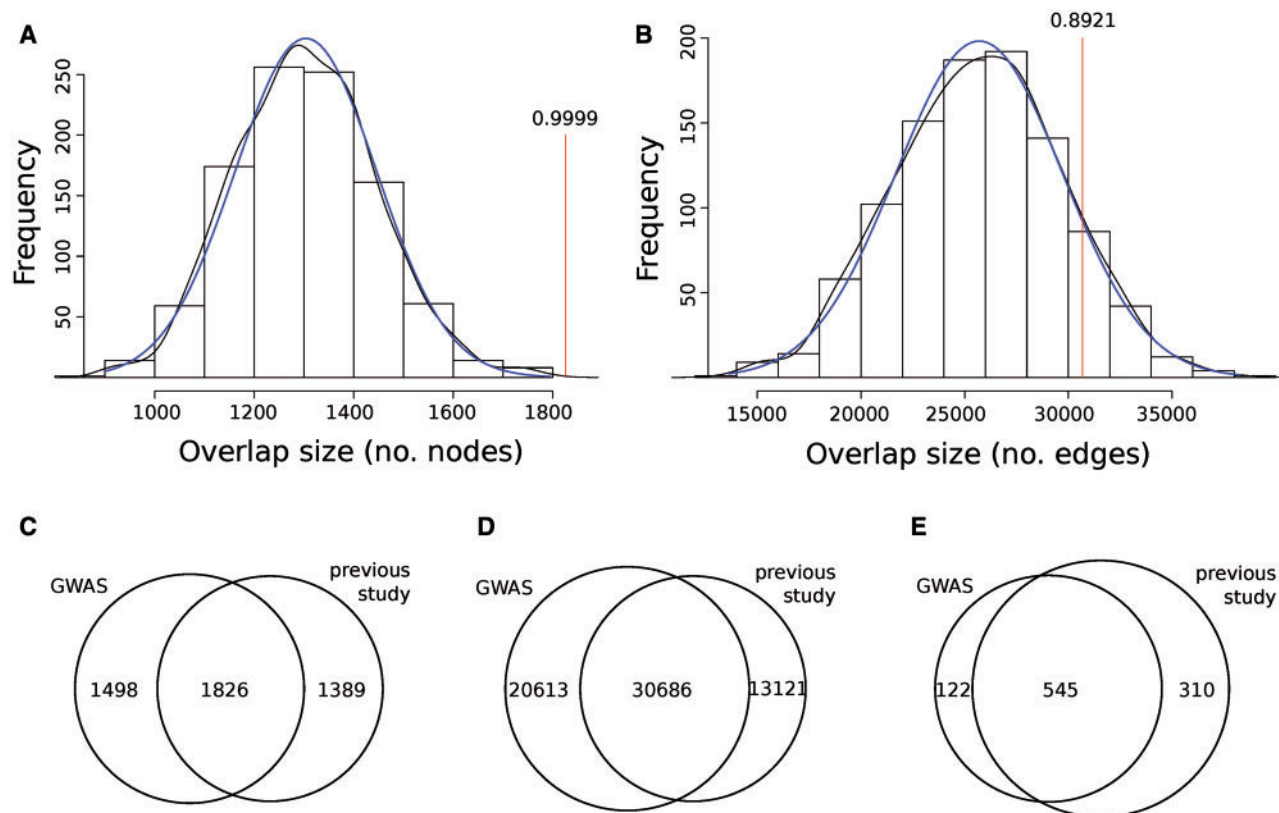 A
0.9999
Frequency
50
100
150
200
250
1000 1200 1400 1600 1800
Overlap size (no. nodes)
B
0.8921
Frequency
50
100
150
200
15000 20000 25000 30000 35000
Overlap size (no. edges)
C
GWAS
previous
study
1498 1826 1389
D
GWAS
previous
study
20613 30686 13121
E
GWAS
previous
study
122 545 310